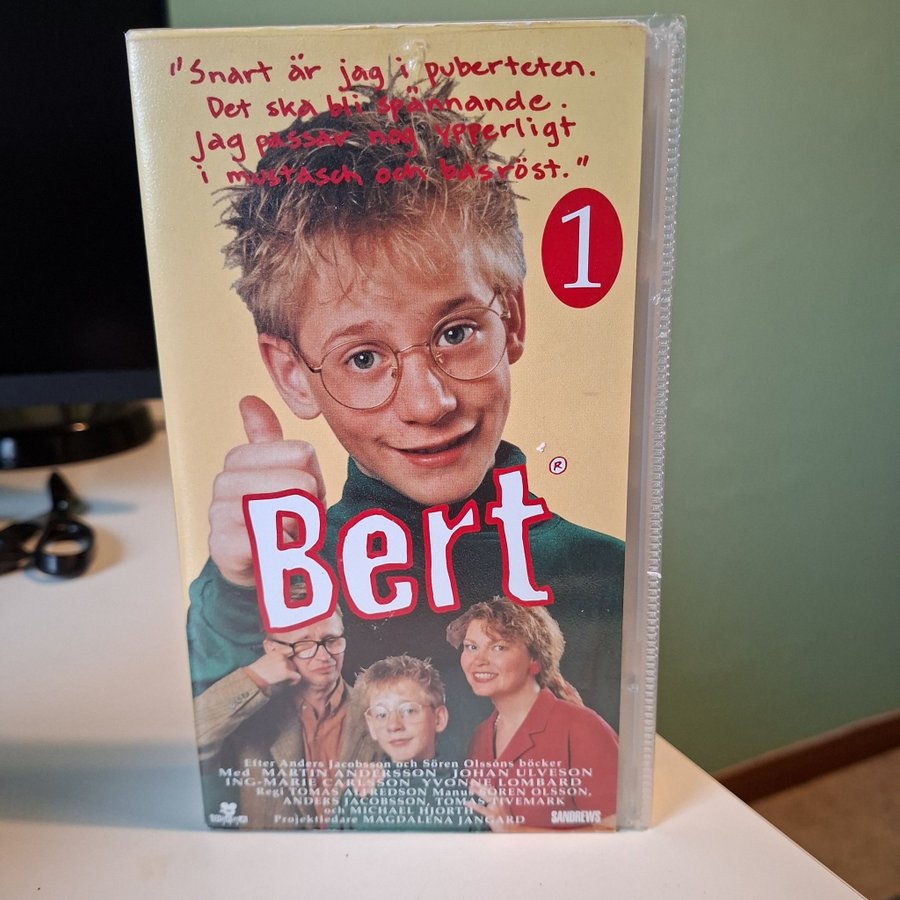 "Snart är jag i puberteten.
Det ska bli spännande.
Jag passar nog ypperligt
i mustasch och basröst."
1
Bert®
Efter Anders Jacobsson och Sören Olssons böcker
Med MARTIN ANDERSSON JOHAN ULVESON
ING-MARIE CARLSSON YVONNE LOMBARD
Regi TOMAS ALFREDSON Manus SÖREN OLSSON,
ANDERS JACOBSSON, TOMAS TIVEMARK
och MICHAEL HJORTH
Projektledare MAGDALENA JANGARD
SANDREWS